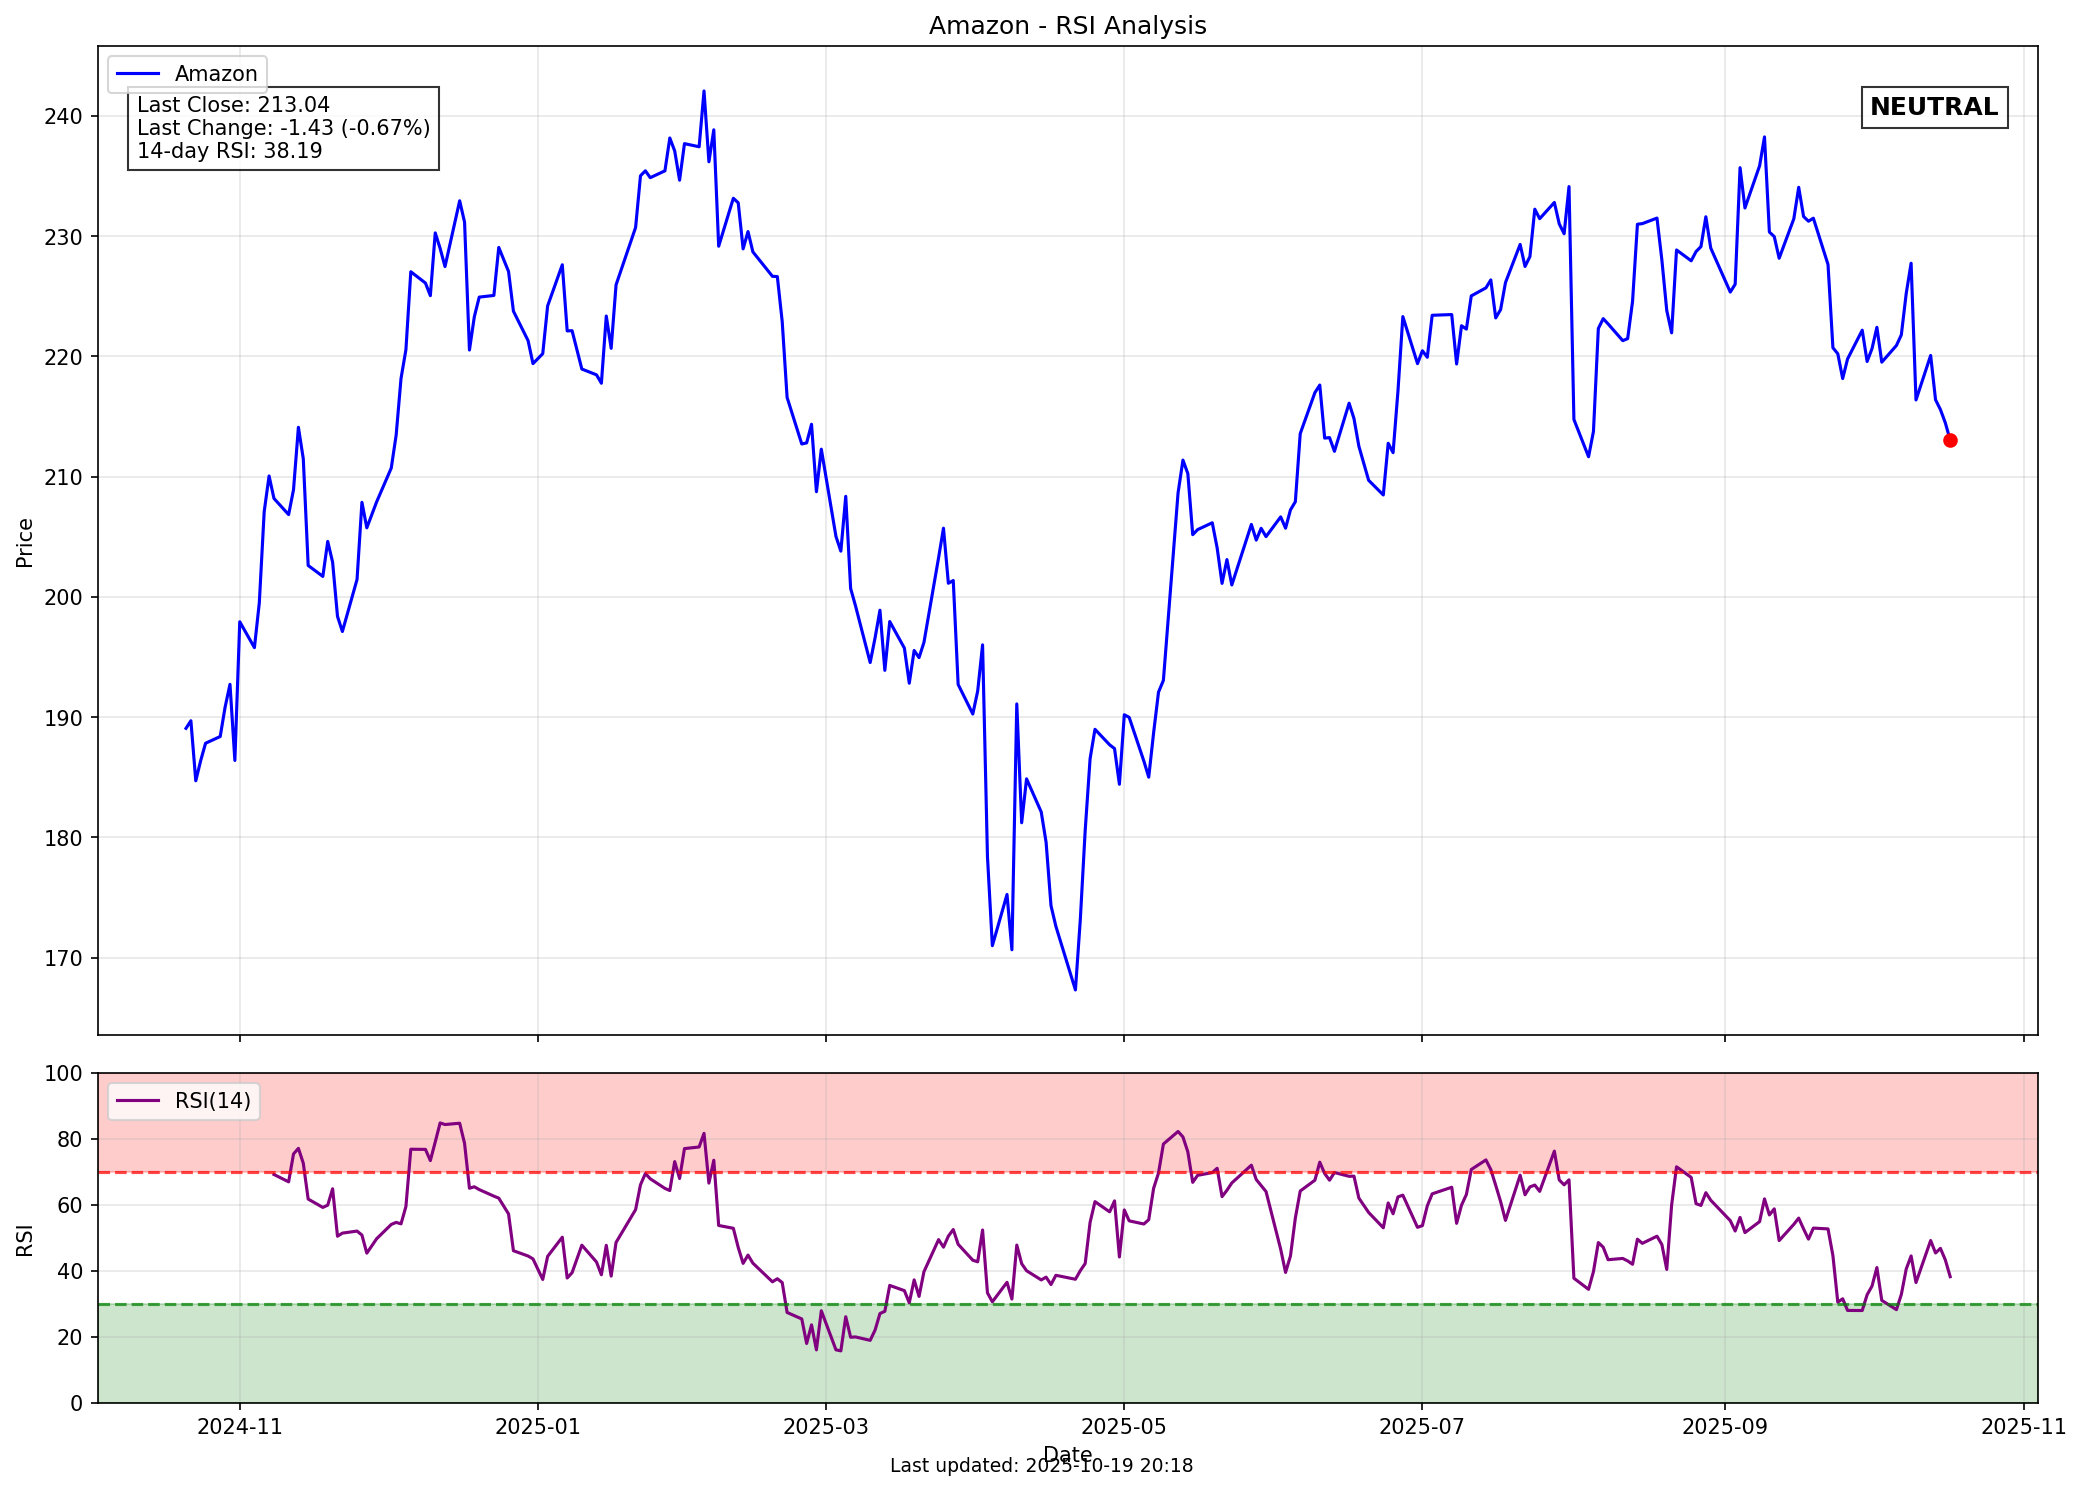 Amazon - RSI Analysis
Amazon
Last Close: 213.04
Last Change: -1.43 (-0.67%)
14-day RSI: 38.19
NEUTRAL
240
230
220
210
200
190
180
170
Price
100
80
60
40
20
0
RSI
RSI(14)
2024-11
2025-01
2025-03
2025-05
2025-07
2025-09
2025-11
Date
Last updated: 2025-10-19 20:18